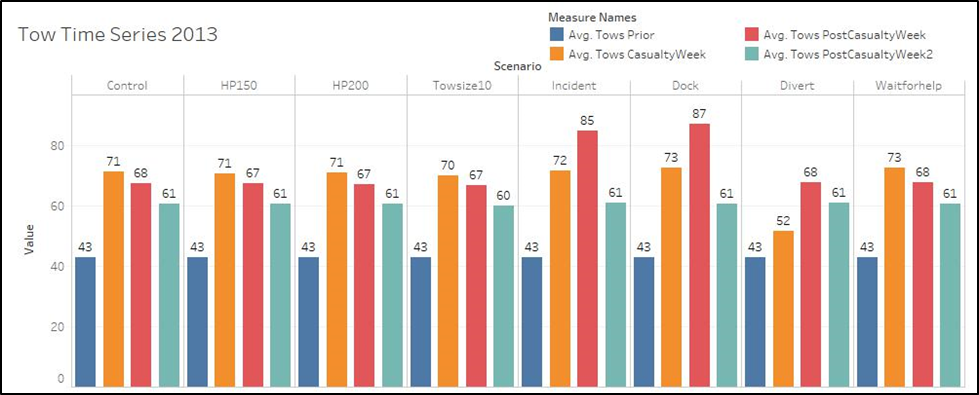 Tow Time Series 2013
Measure Names
Avg. Tows Prior
Avg. Tows PostCasualtyWeek
Avg. Tows CasualtyWeek
Avg. Tows PostCasualtyWeek2
Scenario
Control HP150 HP200 Towsize10 Incident Dock Divert Waitforhelp
Value
80
60
40
20
0
43 71 68 61
43 71 67 61
43 71 67 61
43 70 67 60
43 72 85 61
43 73 87 61
43 52 68 61
43 73 68 61